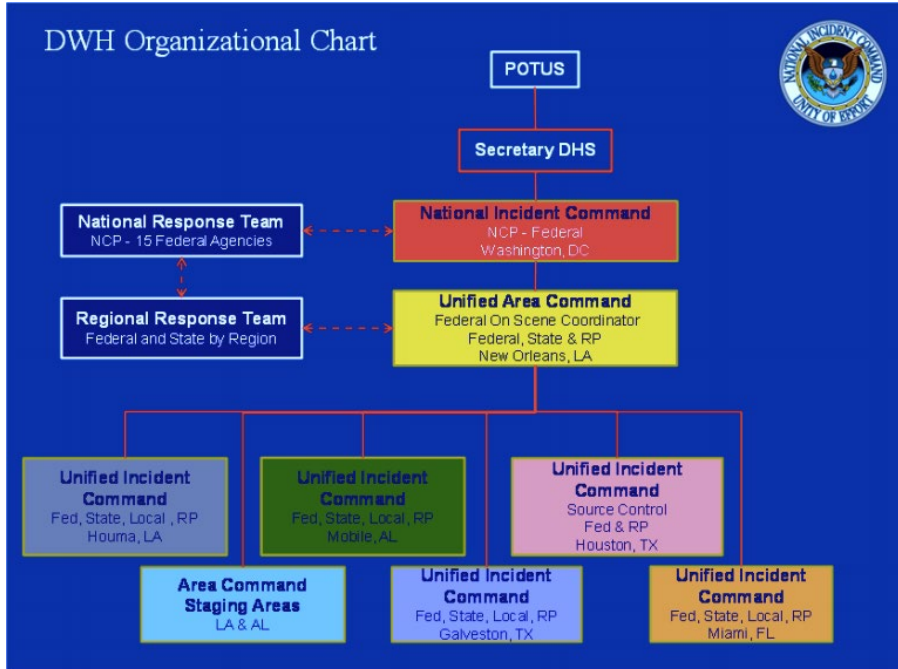 DWH Organizational Chart
POTUS
NATIONAL INCIDENT COMMAND
UNITY OF EFFORT
Secretary DHS
National Response Team
NCP - 15 Federal Agencies
National Incident Command
NCP - Federal
Washington, DC
Regional Response Team
Federal and State by Region
Unified Area Command
Federal On Scene Coordinator
Federal, State & RP
New Orleans, LA
Unified Incident
Command
Fed, State, Local , RP
Houma, LA
Unified Incident
Command
Fed, State, Local, RP
Mobile, AL
Unified Incident
Command
Source Control
Fed & RP
Houston, TX
Area Command
Staging Areas
LA & AL
Unified Incident
Command
Fed, State, Local, RP
Galveston, TX
Unified Incident
Command
Fed, State, Local, RP
Miami, FL